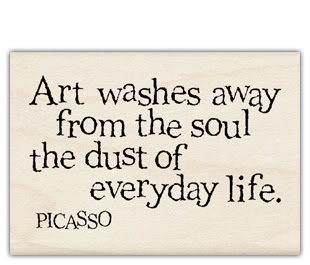 Art washes away
from the soul
the dust of
everyday life.
PICASSO